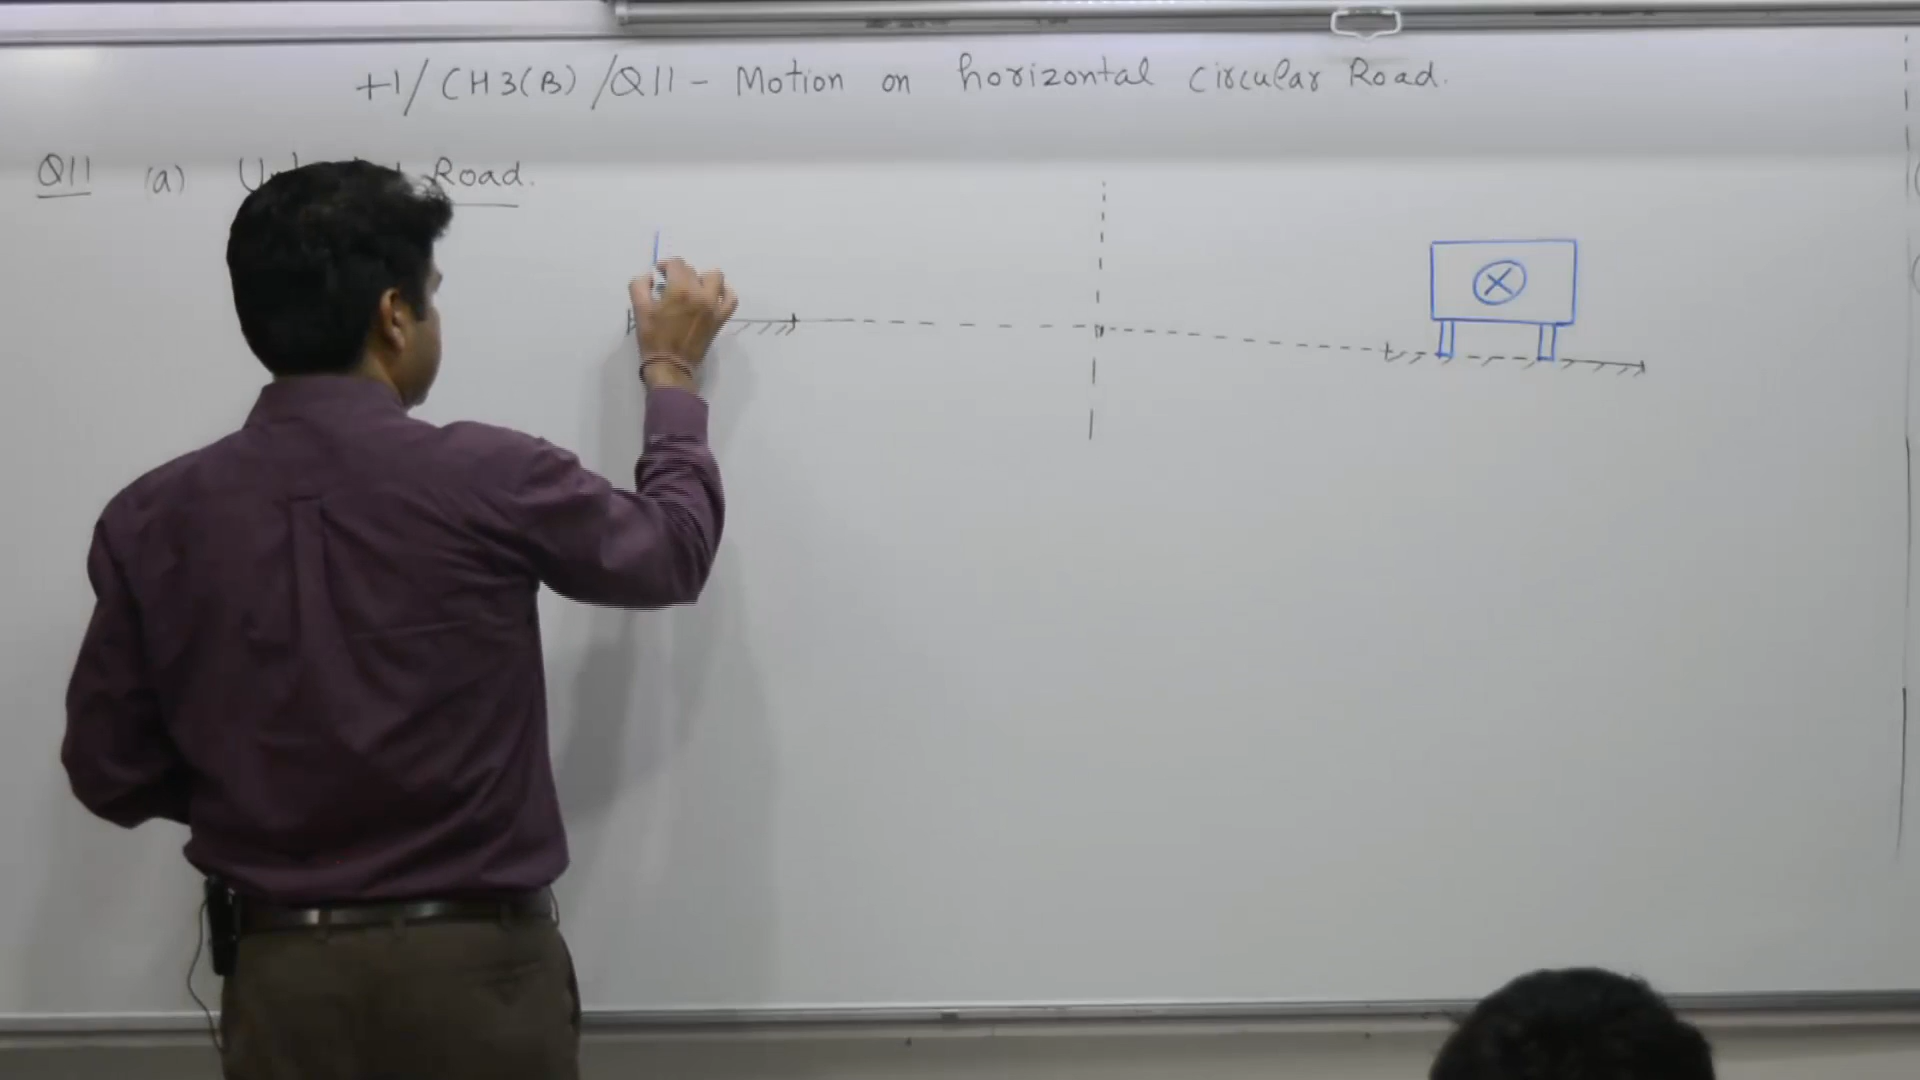 +1/CH3(B)/Q11 - Motion on horizontal Circular Road.
Q11 (a) Road.